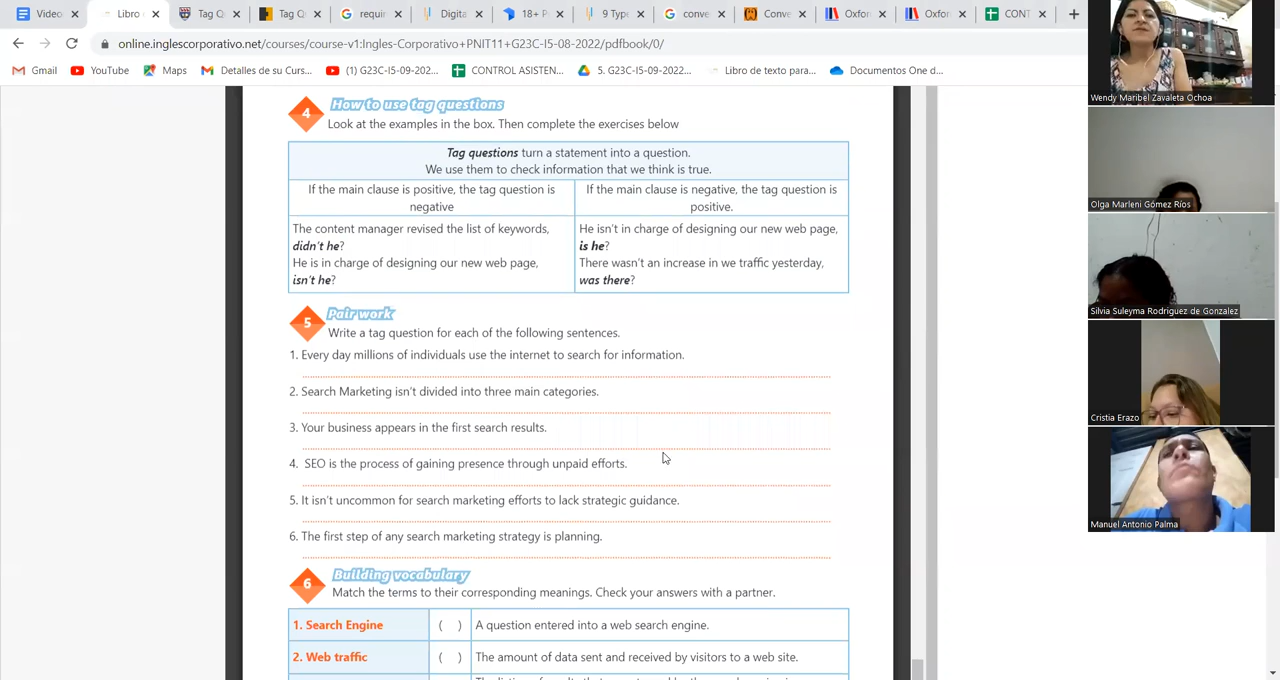 Video
Libro
Tag Q
Tag Q
requir
Digita
18+ P
9 Type
conve
Conve
Oxfor
Oxfor
CONT
online.inglescorporativo.net/courses/course-v1:Ingles-Corporativo+PNIT11+G23C-I5-08-2022/pdfbook/0/
Gmail
YouTube
Maps
Detalles de su Curs...
(1) G23C-I5-09-202...
CONTROL ASISTEN...
5. G23C-I5-09-2022...
Libro de texto para...
Documentos One d...
4 How to use tag questions
Look at the examples in the box. Then complete the exercises below
Tag questions turn a statement into a question.
We use them to check information that we think is true.
If the main clause is positive, the tag question is
negative
If the main clause is negative, the tag question is
positive.
The content manager revised the list of keywords,
didn't he?
He is in charge of designing our new web page,
isn't he?
He isn't in charge of designing our new web page,
is he?
There wasn't an increase in we traffic yesterday,
was there?
5 Pair work
Write a tag question for each of the following sentences.
1. Every day millions of individuals use the internet to search for information.
2. Search Marketing isn't divided into three main categories.
3. Your business appears in the first search results.
4. SEO is the process of gaining presence through unpaid efforts.
5. It isn't uncommon for search marketing efforts to lack strategic guidance.
6. The first step of any search marketing strategy is planning.
6 Building vocabulary
Match the terms to their corresponding meanings. Check your answers with a partner.
1. Search Engine ( ) A question entered into a web search engine.
2. Web traffic ( ) The amount of data sent and received by visitors to a web site.
Wendy Maribel Zavaleta Ochoa
Olga Marleni Gómez Ríos
Silvia Suleyma Rodriguez de Gonzalez
Cristia Erazo
Manuel Antonio Palma